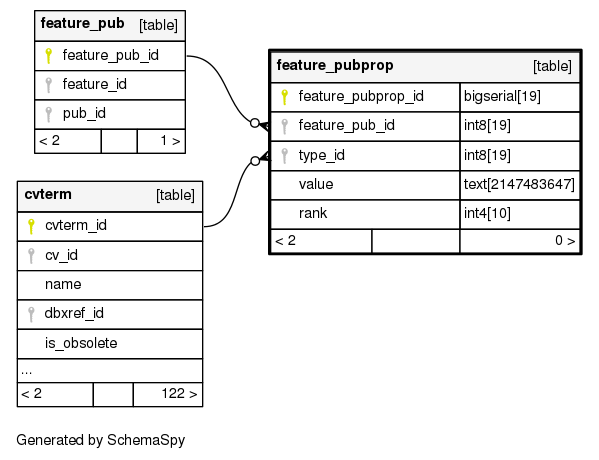 feature_pub [table]
feature_pub_id
feature_id
pub_id
< 2 1 >
feature_pubprop [table]
feature_pubprop_id bigserial[19]
feature_pub_id int8[19]
type_id int8[19]
value text[2147483647]
rank int4[10]
< 2 0 >
cvterm [table]
cvterm_id
cv_id
name
dbxref_id
is_obsolete
...
< 2 122 >
Generated by SchemaSpy